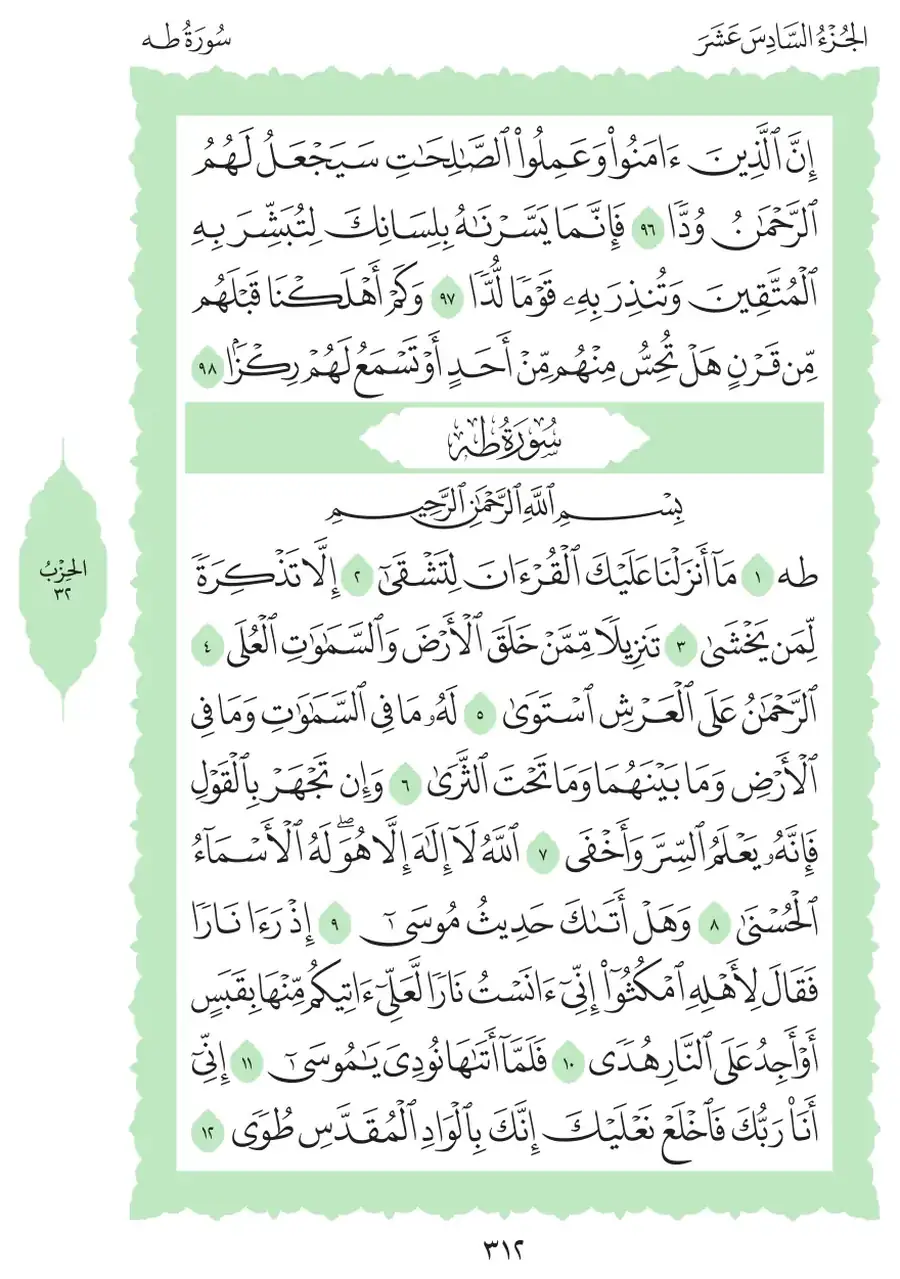 الجُزْءُ السَّادِسَ عَشَرَ
سُورَةُ طه
إِنَّ ٱلَّذِينَ ءَامَنُوا۟ وَعَمِلُوا۟ ٱلصَّـٰلِحَـٰتِ سَيَجْعَلُ لَهُمُ
ٱلرَّحْمَـٰنُ وُدًّا ٩٦ فَإِنَّمَا يَسَّرْنَـٰهُ بِلِسَانِكَ لِتُبَشِّرَ بِهِ
ٱلْمُتَّقِينَ وَتُنذِرَ بِهِۦ قَوْمًا لُّدًّا ٩٧ وَكَمْ أَهْلَكْنَا قَبْلَهُم
مِّن قَرْنٍ هَلْ تُحِسُّ مِنْهُم مِّنْ أَحَدٍ أَوْ تَسْمَعُ لَهُمْ رِكْزًۢا ٩٨
سُورَةُ طه
بِسْمِ ٱللَّهِ ٱلرَّحْمَـٰنِ ٱلرَّحِيمِ
طه ١ مَآ أَنزَلْنَا عَلَيْكَ ٱلْقُرْءَانَ لِتَشْقَىٰٓ ٢ إِلَّا تَذْكِرَةً
لِّمَن يَخْشَىٰ ٣ تَنزِيلًا مِّمَّنْ خَلَقَ ٱلْأَرْضَ وَٱلسَّمَـٰوَٰتِ ٱلْعُلَى ٤
ٱلرَّحْمَـٰنُ عَلَى ٱلْعَرْشِ ٱسْتَوَىٰ ٥ لَهُۥ مَا فِى ٱلسَّمَـٰوَٰتِ وَمَا فِى
ٱلْأَرْضِ وَمَا بَيْنَهُمَا وَمَا تَحْتَ ٱلثَّرَىٰ ٦ وَإِن تَجْهَرْ بِٱلْقَوْلِ
فَإِنَّهُۥ يَعْلَمُ ٱلسِّرَّ وَأَخْفَى ٧ ٱللَّهُ لَآ إِلَـٰهَ إِلَّا هُوَ ۖ لَهُ ٱلْأَسْمَآءُ
ٱلْحُسْنَىٰ ٨ وَهَلْ أَتَىٰكَ حَدِيثُ مُوسَىٰٓ ٩ إِذْ رَءَا نَارًا
فَقَالَ لِأَهْلِهِ ٱمْكُثُوٓا۟ إِنِّىٓ ءَانَسْتُ نَارًا لَّعَلِّىٓ ءَاتِيكُم مِّنْهَا بِقَبَسٍ
أَوْ أَجِدُ عَلَى ٱلنَّارِ هُدًى ١٠ فَلَمَّآ أَتَىٰهَا نُودِىَ يَـٰمُوسَىٰٓ ١١ إِنِّىٓ
أَنَا۠ رَبُّكَ فَٱخْلَعْ نَعْلَيْكَ إِنَّكَ بِٱلْوَادِ ٱلْمُقَدَّسِ طُوًى ١٢
الحِزْبُ
٣٢
٣١٢